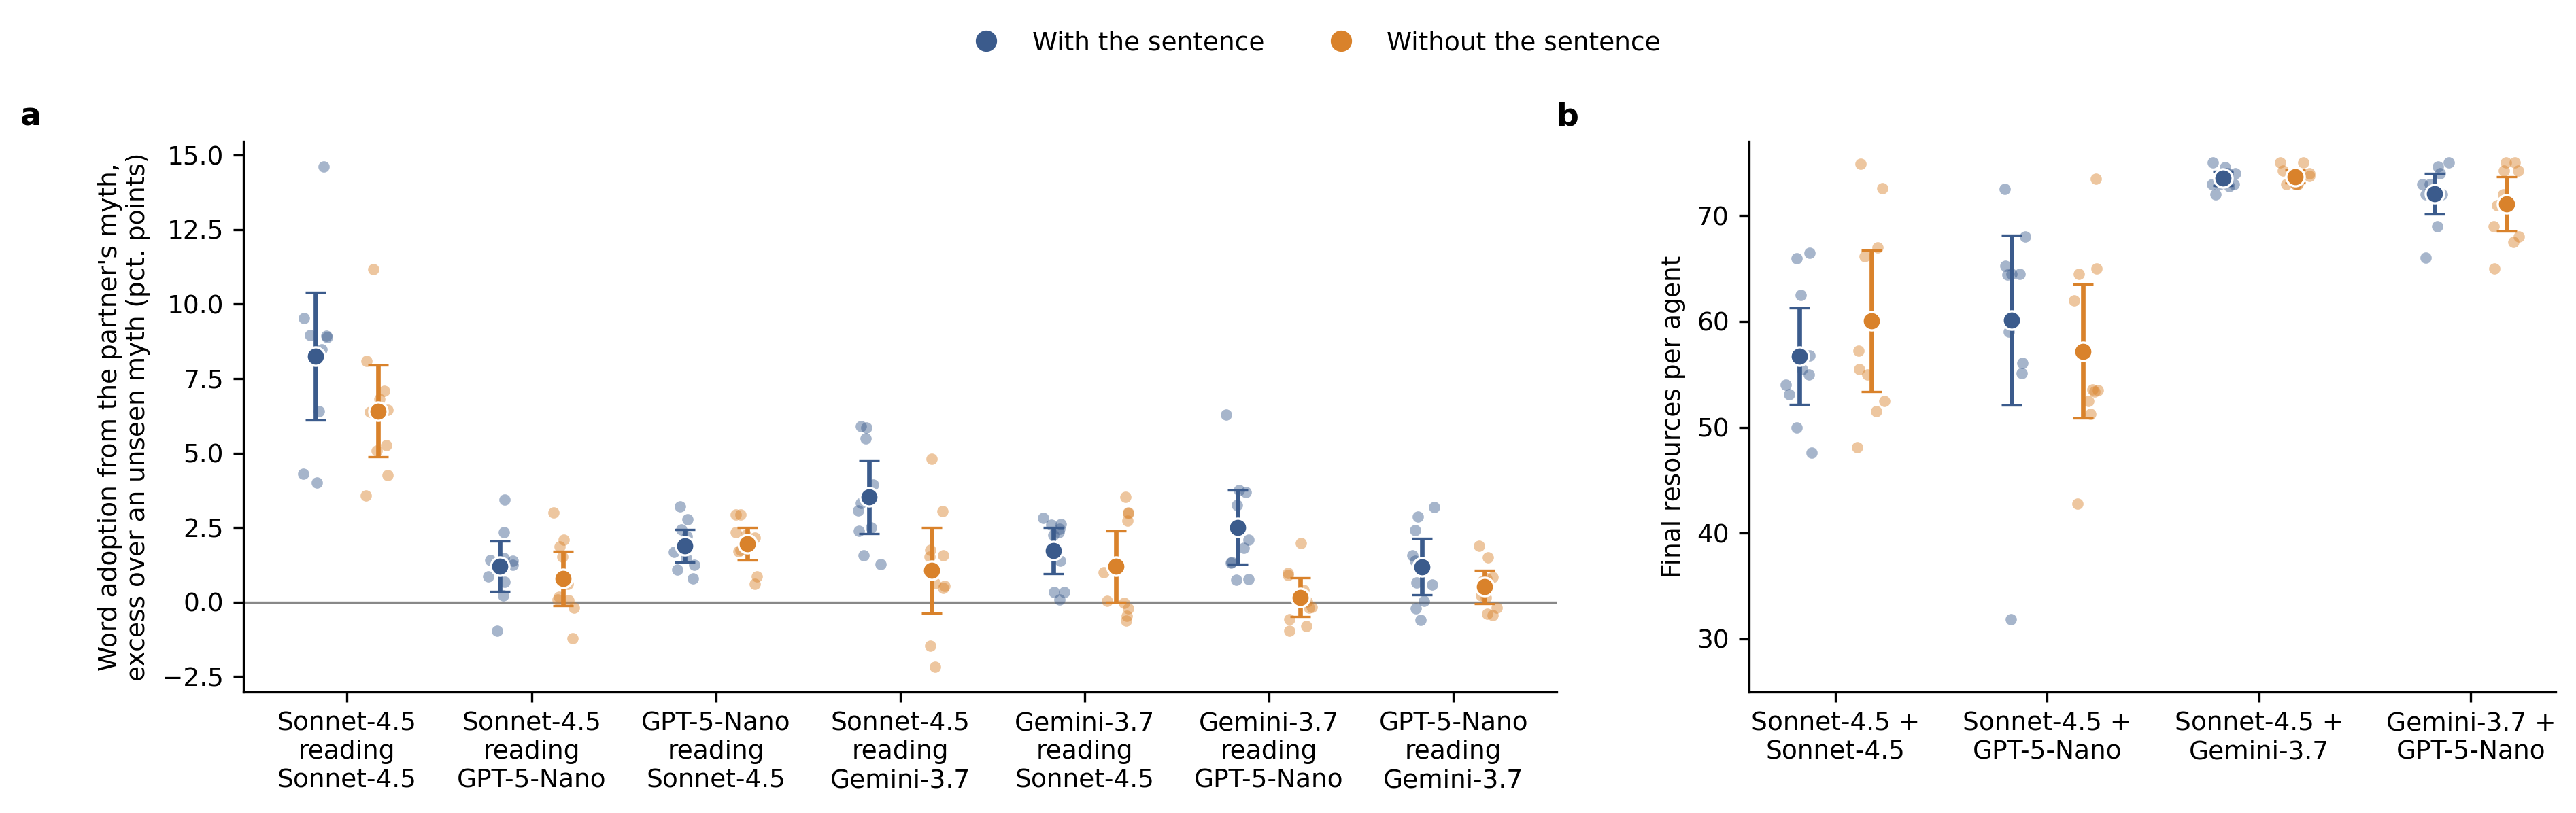 With the sentence
Without the sentence
a
Word adoption from the partner's myth,
excess over an unseen myth (pct. points)
15.0
12.5
10.0
7.5
5.0
2.5
0.0
−2.5
Sonnet-4.5
reading
Sonnet-4.5
Sonnet-4.5
reading
GPT-5-Nano
GPT-5-Nano
reading
Sonnet-4.5
Sonnet-4.5
reading
Gemini-3.7
Gemini-3.7
reading
Sonnet-4.5
Gemini-3.7
reading
GPT-5-Nano
GPT-5-Nano
reading
Gemini-3.7
b
Final resources per agent
70
60
50
40
30
Sonnet-4.5 +
Sonnet-4.5
Sonnet-4.5 +
GPT-5-Nano
Sonnet-4.5 +
Gemini-3.7
Gemini-3.7 +
GPT-5-Nano